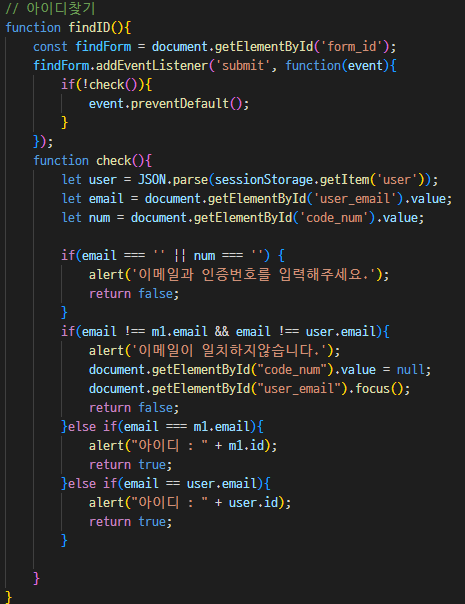 // 아이디찾기
function findID(){
    const findForm = document.getElementById('form_id');
    findForm.addEventListener('submit', function(event){
        if(!check()){
            event.preventDefault();
        }
    });
    function check(){
        let user = JSON.parse(sessionStorage.getItem('user'));
        let email = document.getElementById('user_email').value;
        let num = document.getElementById('code_num').value;

        if(email === '' || num === '') {
            alert('이메일과 인증번호를 입력해주세요.');
            return false;
        }
        if(email !== m1.email && email !== user.email){
            alert('이메일이 일치하지않습니다.');
            document.getElementById("code_num").value = null;
            document.getElementById("user_email").focus();
            return false;
        }else if(email === m1.email){
            alert("아이디 : " + m1.id);
            return true;
        }else if(email == user.email){
            alert("아이디 : " + user.id);
            return true;
        }

    }
}